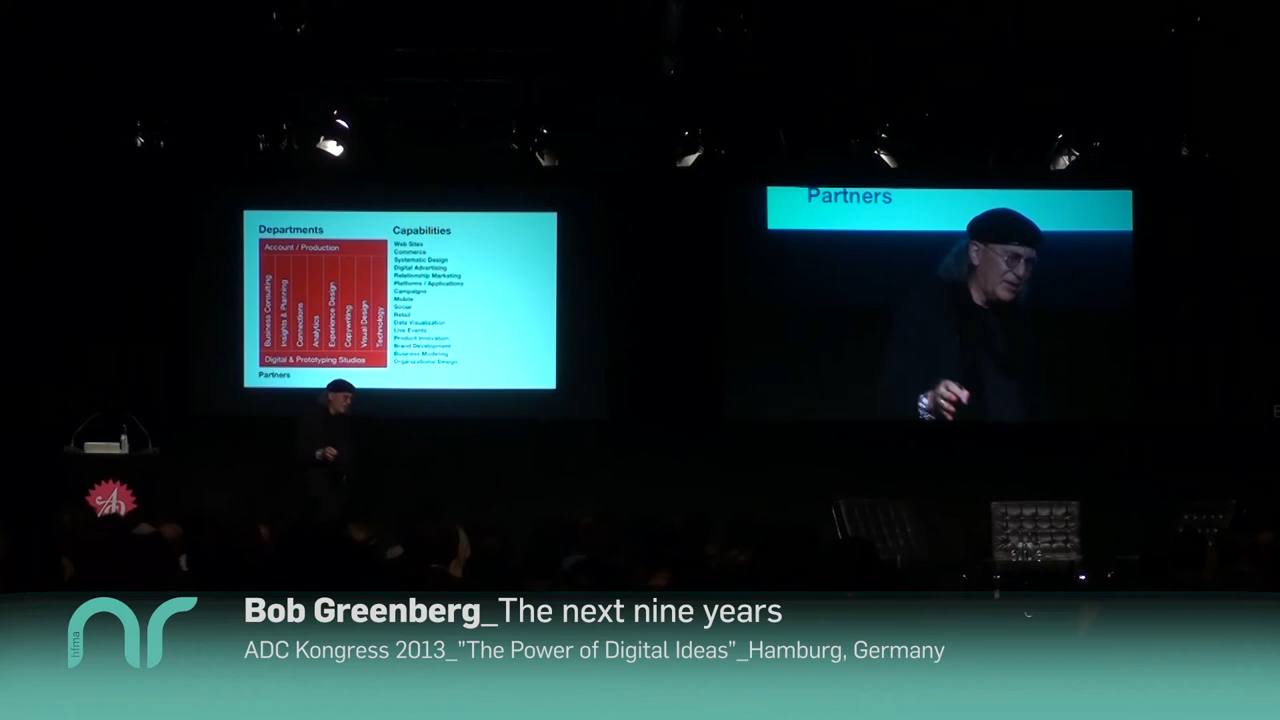 Departments
Account / Production
Business Consulting
Insights & Planning
Connections
Analytics
Experience Design
Copywriting
Visual Design
Technology
Digital & Prototyping Studios
Partners
Capabilities
Web Sites
Commerce
Systematic Design
Digital Advertising
Relationship Marketing
Platforms / Applications
Campaigns
Mobile
Social
Retail
Data Visualization
Live Events
Product Innovation
Brand Development
Business Modeling
Organizational Design
Partners
hfma
Bob Greenberg_The next nine years
ADC Kongress 2013_"The Power of Digital Ideas"_Hamburg, Germany